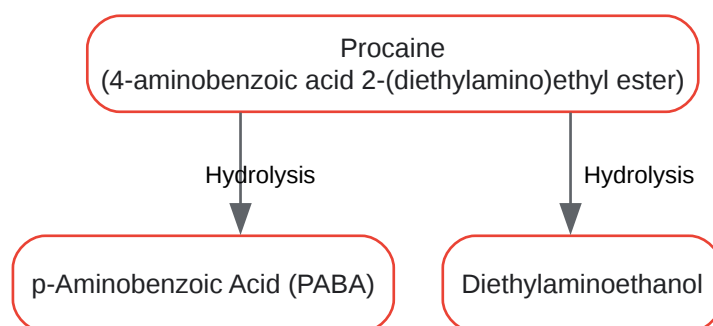 Procaine
(4-aminobenzoic acid 2-(diethylamino)ethyl ester)
Hydrolysis
Hydrolysis
p-Aminobenzoic Acid (PABA)
Diethylaminoethanol